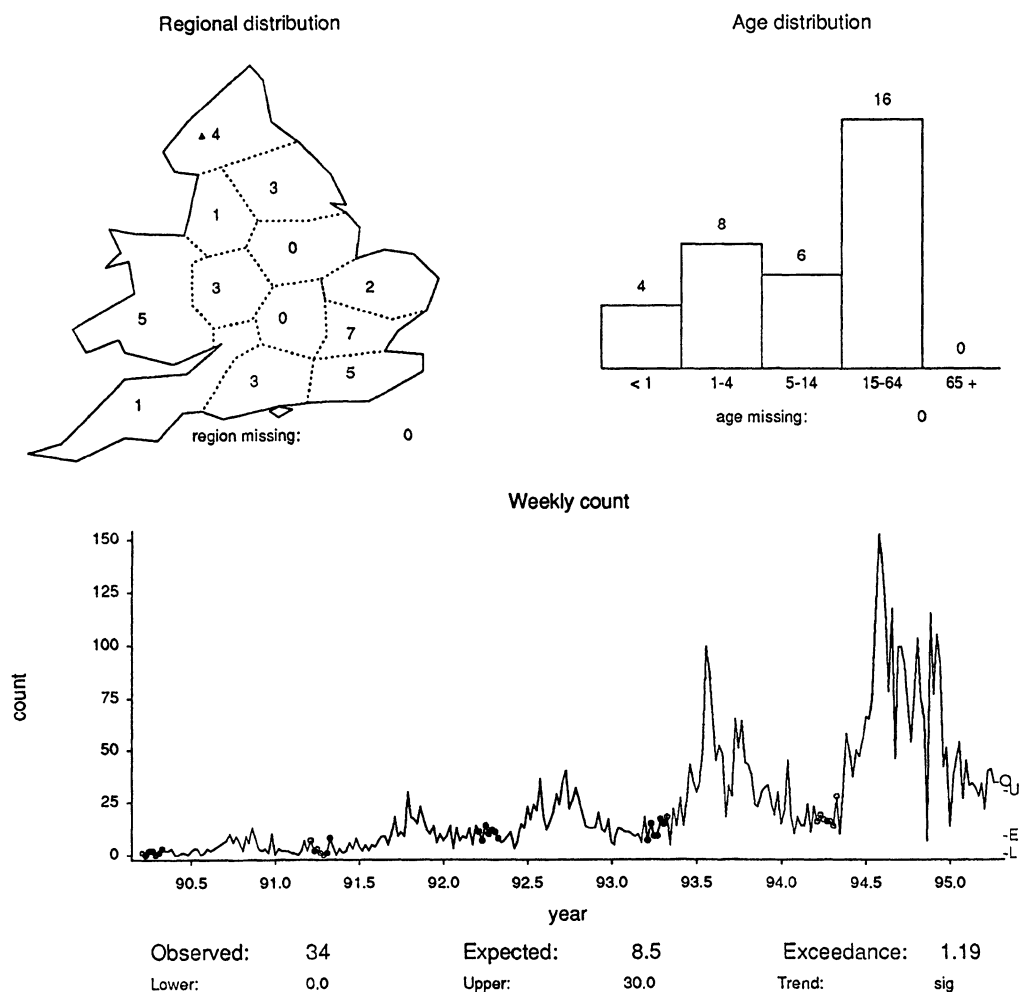 Regional distribution
Age distribution
4
3
1
0
3
2
5
0
7
3
5
1
region missing: 0
4
8
6
16
0
< 1 1-4 5-14 15-64 65 +
age missing: 0
Weekly count
count
150
125
100
75
50
25
0
O
-U
-E
-L
90.5 91.0 91.5 92.0 92.5 93.0 93.5 94.0 94.5 95.0
year
Observed: 34 Expected: 8.5 Exceedance: 1.19
Lower: 0.0 Upper: 30.0 Trend: sig